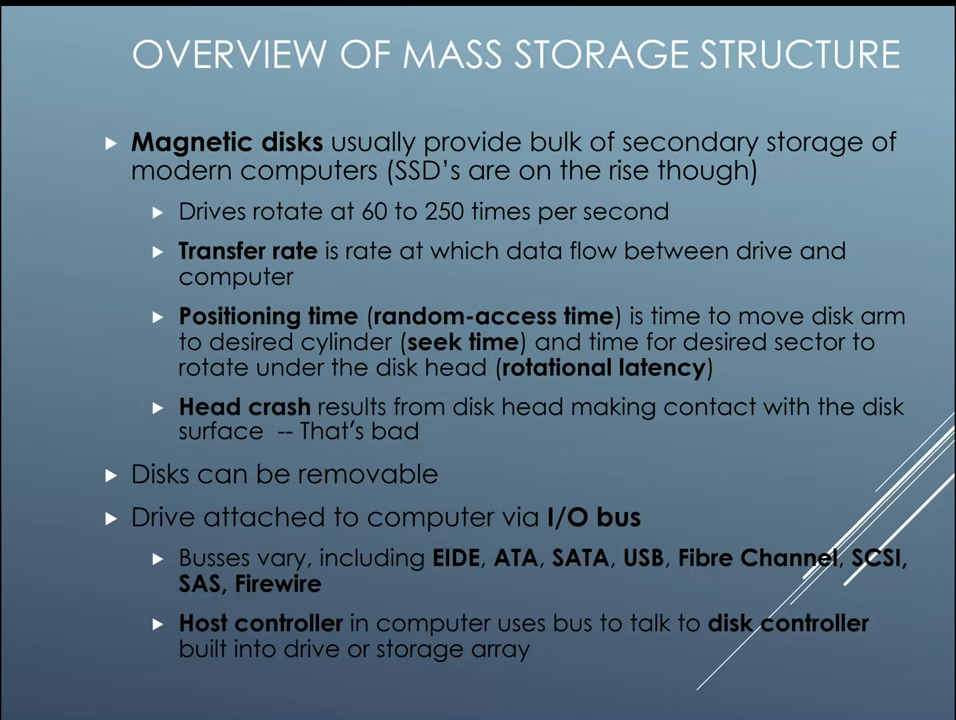 OVERVIEW OF MASS STORAGE STRUCTURE
Magnetic disks usually provide bulk of secondary storage of
modern computers (SSD's are on the rise though)
Drives rotate at 60 to 250 times per second
Transfer rate is rate at which data flow between drive and
computer
Positioning time (random-access time) is time to move disk arm
to desired cylinder (seek time) and time for desired sector to
rotate under the disk head (rotational latency)
Head crash results from disk head making contact with the disk
surface -- That's bad
Disks can be removable
Drive attached to computer via I/O bus
Busses vary, including EIDE, ATA, SATA, USB, Fibre Channel, SCSI,
SAS, Firewire
Host controller in computer uses bus to talk to disk controller
built into drive or storage array